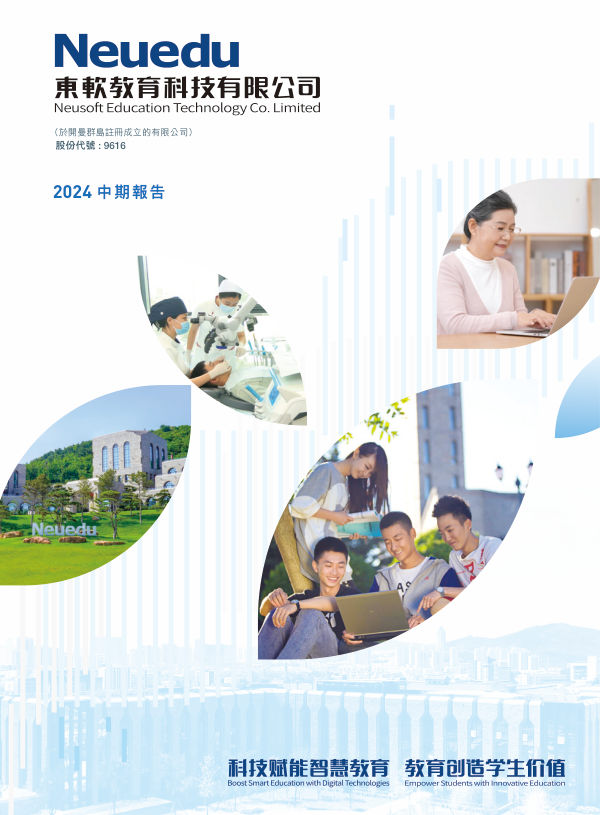 Neuedu
東軟教育科技有限公司
Neusoft Education Technology Co. Limited
（於開曼群島註冊成立的有限公司）
股份代號：9616
2024 中期報告
Neuedu
科技赋能智慧教育 教育创造学生价值
Boost Smart Education with Digital Technologies Empower Students with Innovative Education